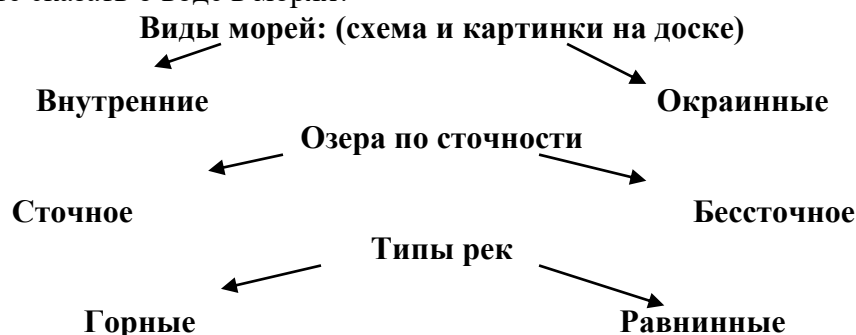 Виды морей: (схема и картинки на доске)
Внутренние Окраинные
Озера по сточности
Сточное Бессточное
Типы рек
Горные Равнинные